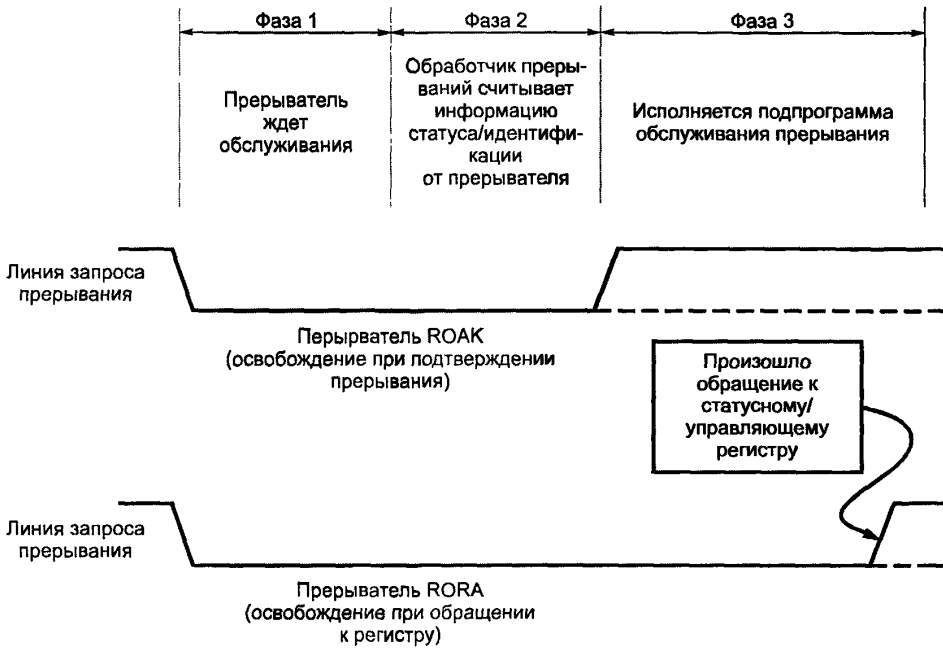 Фаза 1
Фаза 2
Фаза 3
Прерыватель
ждет
обслуживания
Обработчик преры-
ваний считывает
информацию
статуса/идентифи-
кации
от прерывателя
Исполняется подпрограмма
обслуживания прерывания
Линия запроса
прерывания
Перырватель ROAK
(освобождение при подтверждении
прерывания)
Произошло
обращение к
статусному/
управляющему
регистру
Линия запроса
прерывания
Прерыватель RORA
(освобождение при обращении
к регистру)